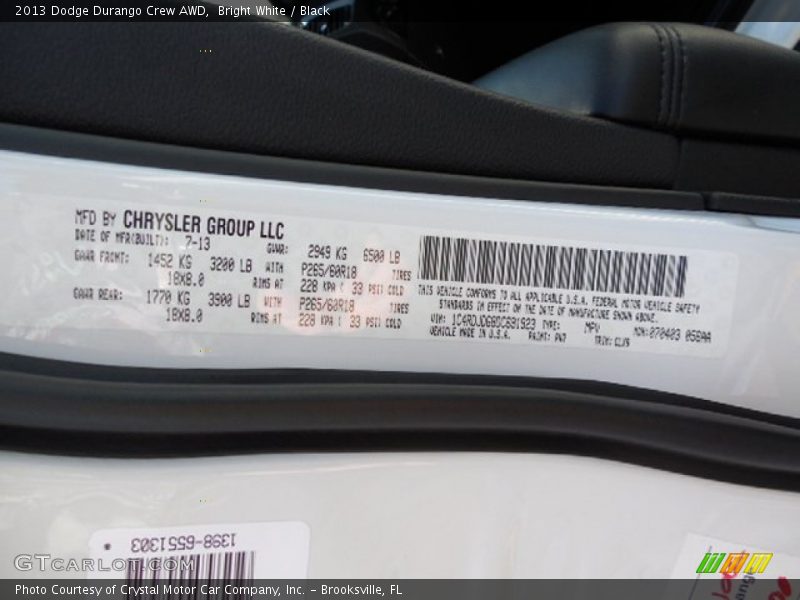 2013 Dodge Durango Crew AWD, Bright White / Black
MFD BY CHRYSLER GROUP LLC
DATE OF MFR(BUILT): 7-13 GVWR: 2949 KG 6500 LB
GAWR FRONT: 1452 KG 3200 LB WITH P265/60R18 TIRES
18X8.0 RIMS AT 228 KPA ( 33 PSI) COLD
GAWR REAR: 1770 KG 3900 LB WITH P265/60R18 TIRES
18X8.0 RIMS AT 228 KPA ( 33 PSI) COLD
THIS VEHICLE CONFORMS TO ALL APPLICABLE U.S.A. FEDERAL MOTOR VEHICLE SAFETY
STANDARDS IN EFFECT ON THE DATE OF MANUFACTURE SHOWN ABOVE.
VIN: TYPE: MPV MDH: 070403 056AA
VEHICLE MADE IN U.S.A. PAINT: PW7 TRIM:
1398-6551303
GTcarlot.com
Photo Courtesy of Crystal Motor Car Company, Inc. - Brooksville, FL